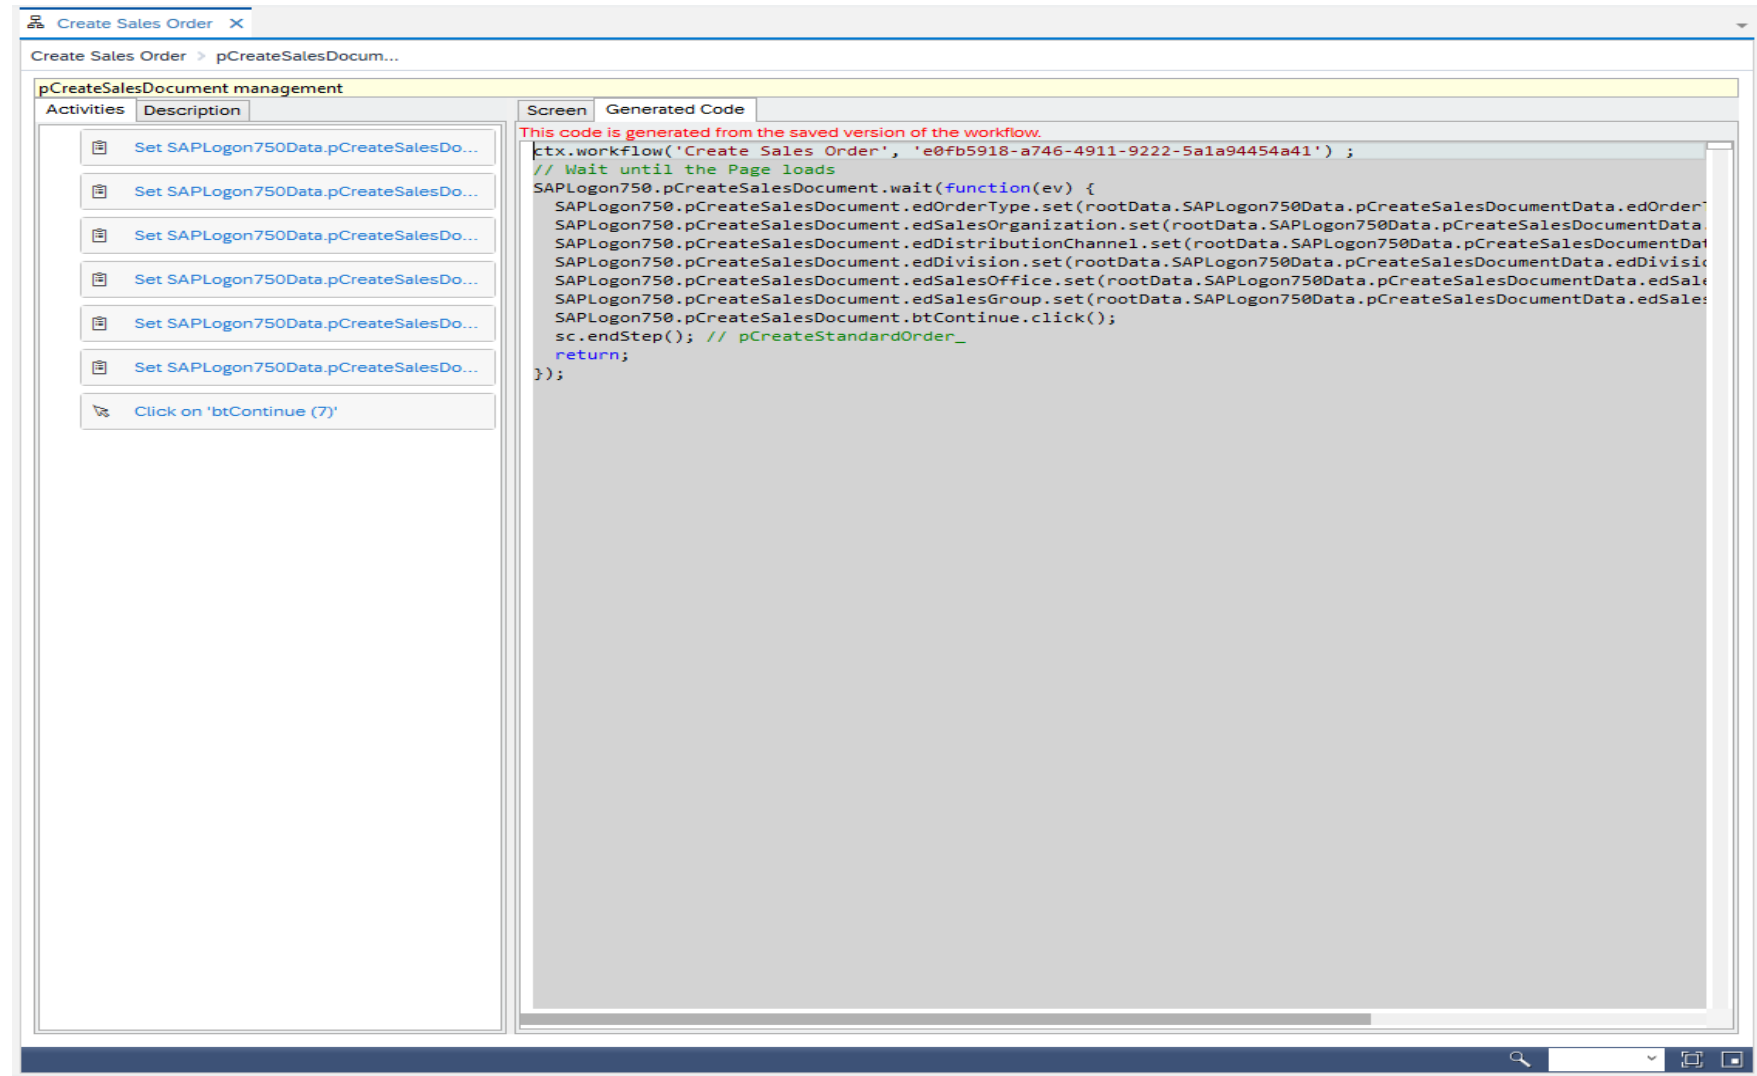 Create Sales Order
Create Sales Order > pCreateSalesDocum...
pCreateSalesDocument management
Activities Description
Set SAPLogon750Data.pCreateSalesDo...
Set SAPLogon750Data.pCreateSalesDo...
Set SAPLogon750Data.pCreateSalesDo...
Set SAPLogon750Data.pCreateSalesDo...
Set SAPLogon750Data.pCreateSalesDo...
Set SAPLogon750Data.pCreateSalesDo...
Click on 'btContinue (7)'
Screen Generated Code
This code is generated from the saved version of the workflow.
ctx.workflow('Create Sales Order', 'e0fb5918-a746-4911-9222-5a1a94454a41') ;
// Wait until the Page loads
SAPLogon750.pCreateSalesDocument.wait(function(ev) {
SAPLogon750.pCreateSalesDocument.edOrderType.set(rootData.SAPLogon750Data.pCreateSalesDocumentData.edOrder
SAPLogon750.pCreateSalesDocument.edSalesOrganization.set(rootData.SAPLogon750Data.pCreateSalesDocumentData.
SAPLogon750.pCreateSalesDocument.edDistributionChannel.set(rootData.SAPLogon750Data.pCreateSalesDocumentDat
SAPLogon750.pCreateSalesDocument.edDivision.set(rootData.SAPLogon750Data.pCreateSalesDocumentData.edDivisi
SAPLogon750.pCreateSalesDocument.edSalesOffice.set(rootData.SAPLogon750Data.pCreateSalesDocumentData.edSale
SAPLogon750.pCreateSalesDocument.edSalesGroup.set(rootData.SAPLogon750Data.pCreateSalesDocumentData.edSales
SAPLogon750.pCreateSalesDocument.btContinue.click();
sc.endStep(); // pCreateStandardOrder_
return;
});